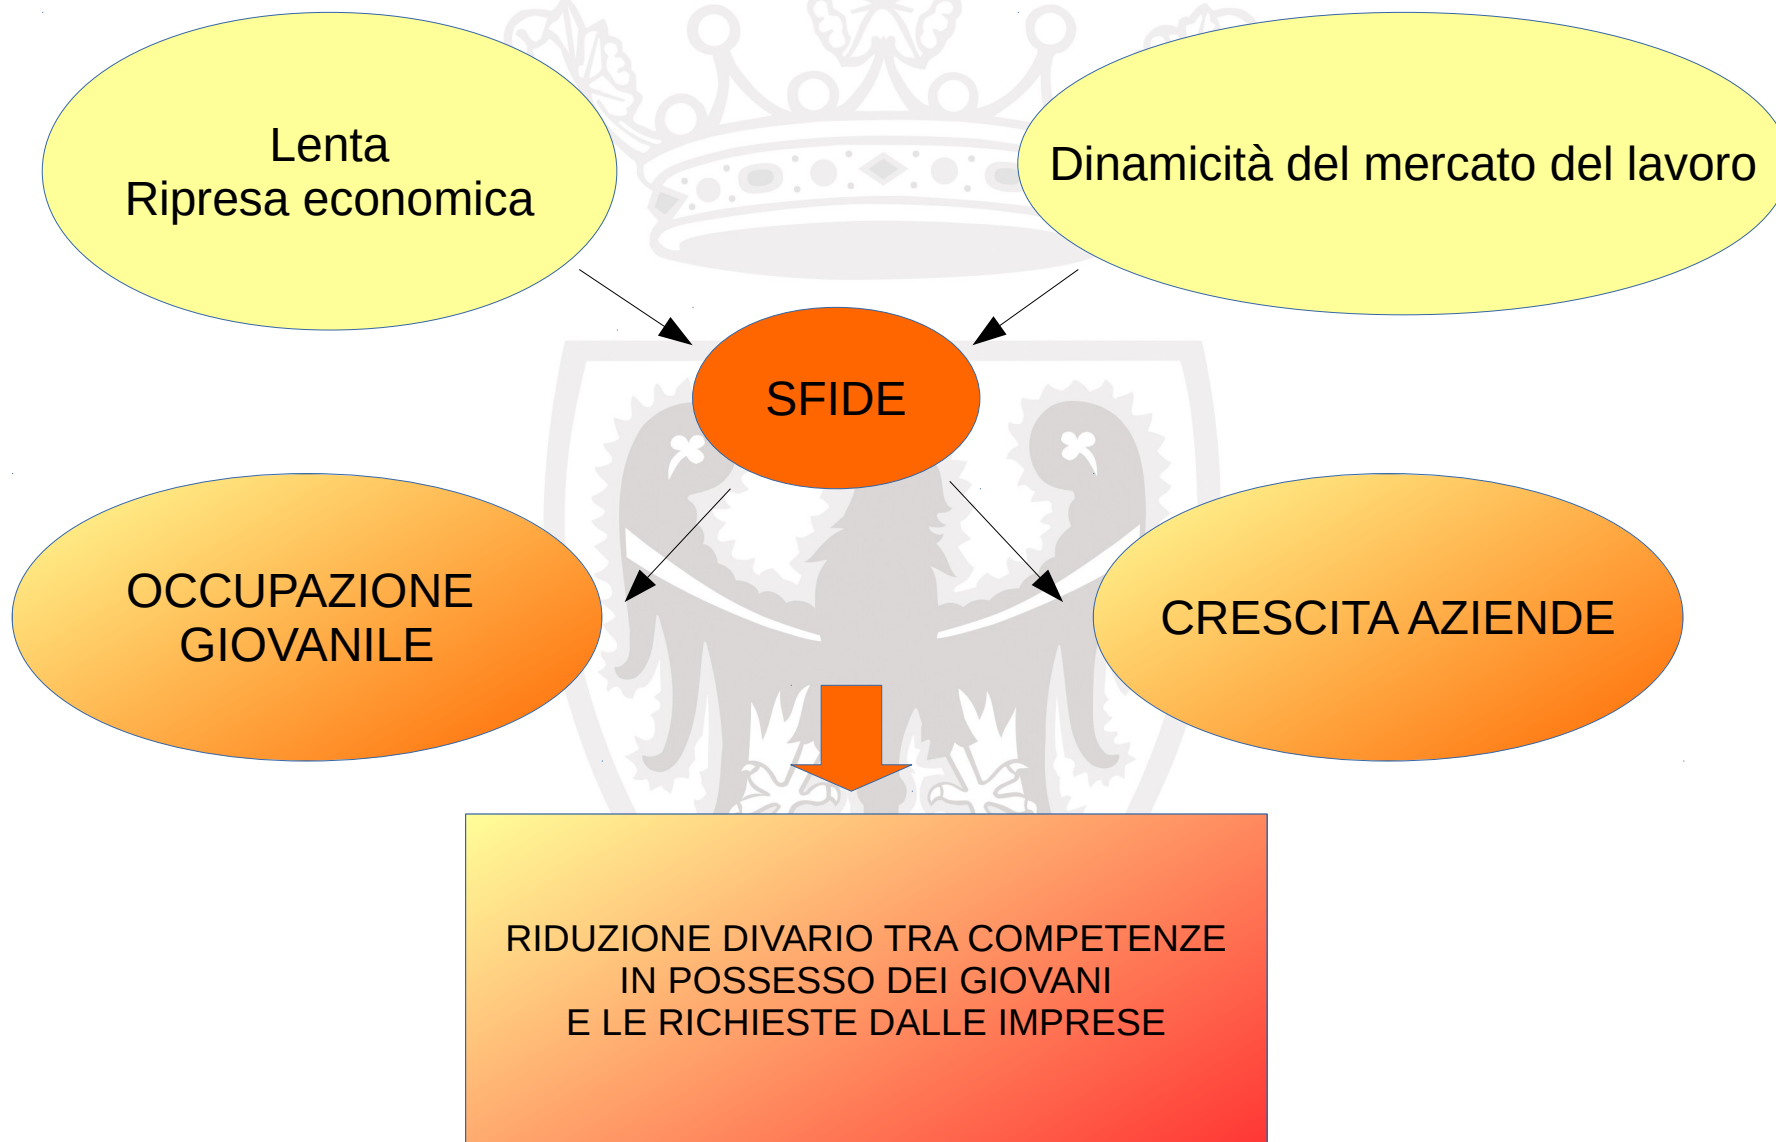 Lenta
Ripresa economica
Dinamicità del mercato del lavoro
SFIDE
OCCUPAZIONE
GIOVANILE
CRESCITA AZIENDE
RIDUZIONE DIVARIO TRA COMPETENZE
IN POSSESSO DEI GIOVANI
E LE RICHIESTE DALLE IMPRESE